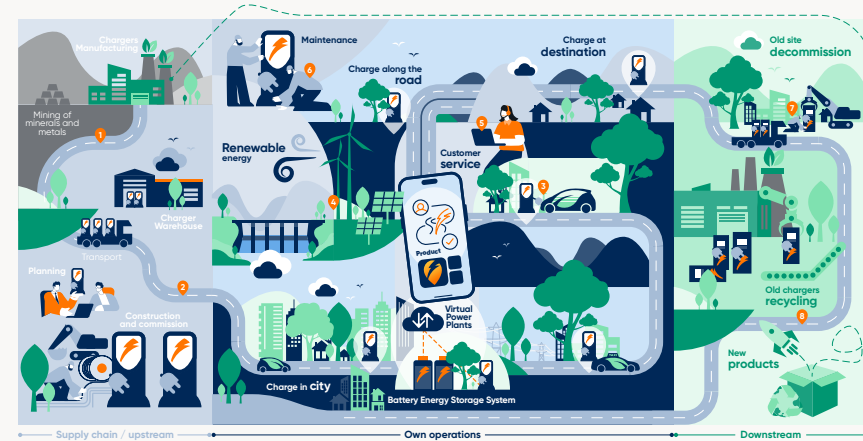 Chargers
Manufacturing
Mining of
minerals and
metals
1
Charger
Warehouse
Transport
Planning
2
Construction
and commission
Maintenance
6
Charge along the
road
Charge at
destination
Renewable
energy
5
Customer
service
3
4
Product
Virtual
Power
Plants
Charge in city
Battery Energy Storage System
Old site
decommission
7
Old chargers
recycling
8
New
products
Supply chain / upstream
Own operations
Downstream